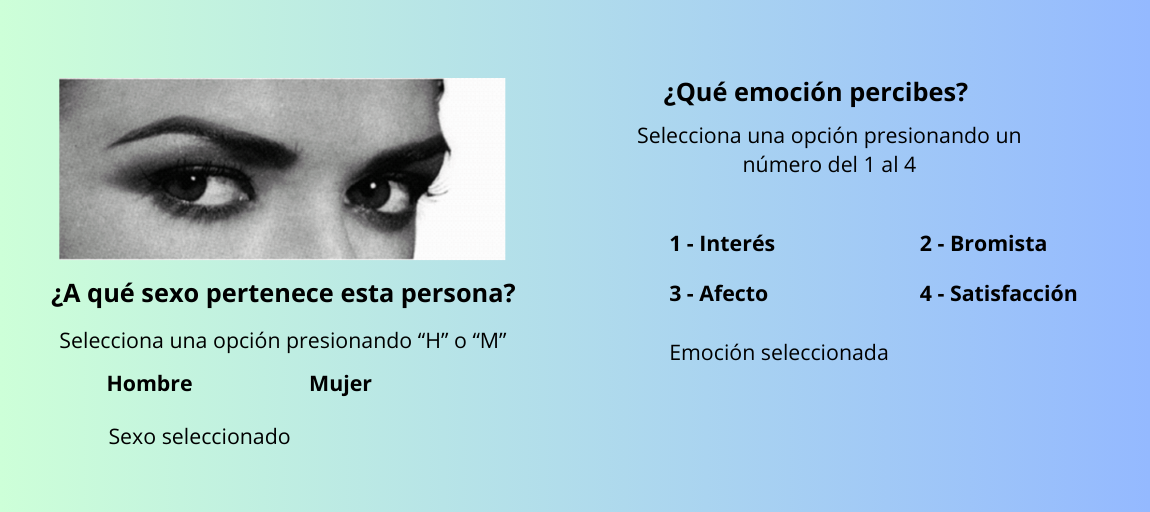 ¿A qué sexo pertenece esta persona?
Selecciona una opción presionando “H” o “M”
Hombre
Mujer
Sexo seleccionado
¿Qué emoción percibes?
Selecciona una opción presionando un
número del 1 al 4
1 - Interés
2 - Bromista
3 - Afecto
4 - Satisfacción
Emoción seleccionada